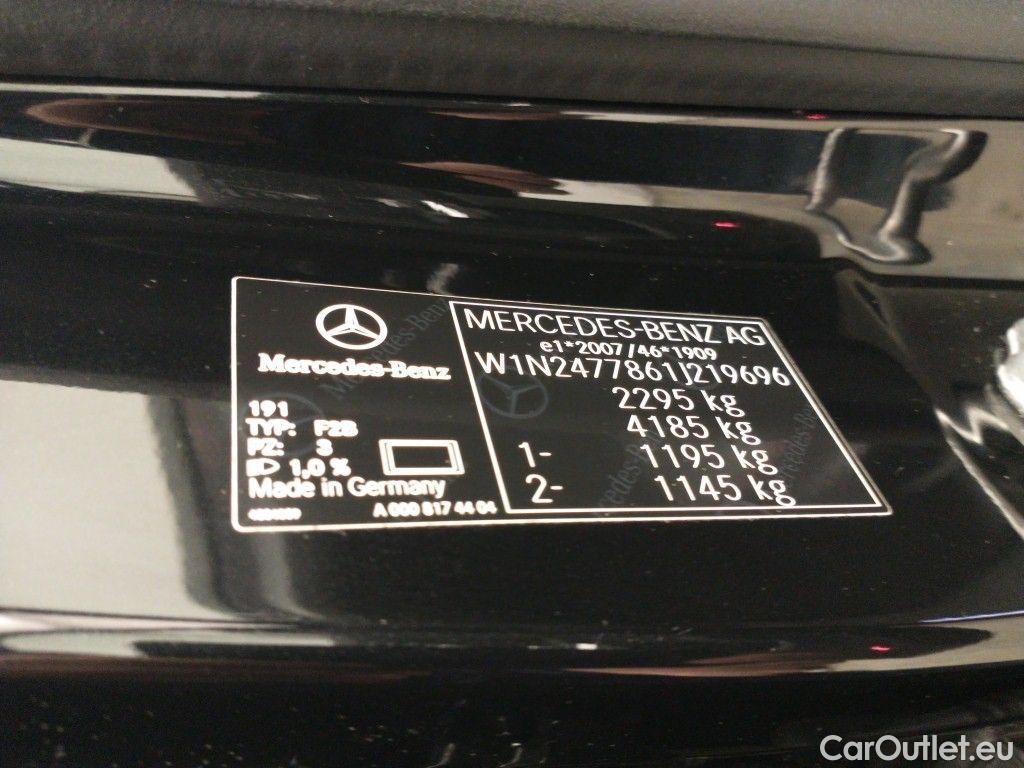 Mercedes-Benz
191
TYP: F2B
PZ: 3
1,0 %
Made in Germany
A 000 817 44 04
MERCEDES-BENZ AG
e1*2007/46*1909
W1N2477861J219696
2295 kg
4185 kg
1- 1195 kg
2- 1145 kg
CarOutlet.eu